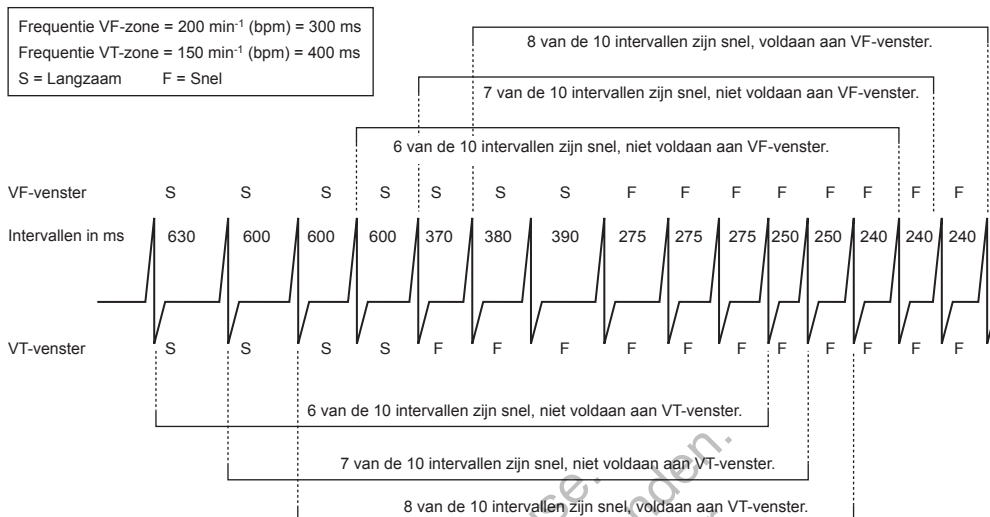 Frequentie VF-zone = 200 min⁻¹ (bpm) = 300 ms
Frequentie VT-zone = 150 min⁻¹ (bpm) = 400 ms
S = Langzaam F = Snel
8 van de 10 intervallen zijn snel, voldaan aan VF-venster.
7 van de 10 intervallen zijn snel, niet voldaan aan VF-venster.
6 van de 10 intervallen zijn snel, niet voldaan aan VF-venster.
VF-venster S S S S S S S F F F F F F F F
Intervallen in ms 630 600 600 600 370 380 390 275 275 275 250 250 240 240 240
VT-venster S S S S F F F F F F F F F F F
6 van de 10 intervallen zijn snel, niet voldaan aan VT-venster.
7 van de 10 intervallen zijn snel, niet voldaan aan VT-venster.
8 van de 10 intervallen zijn snel, voldaan aan VT-venster.